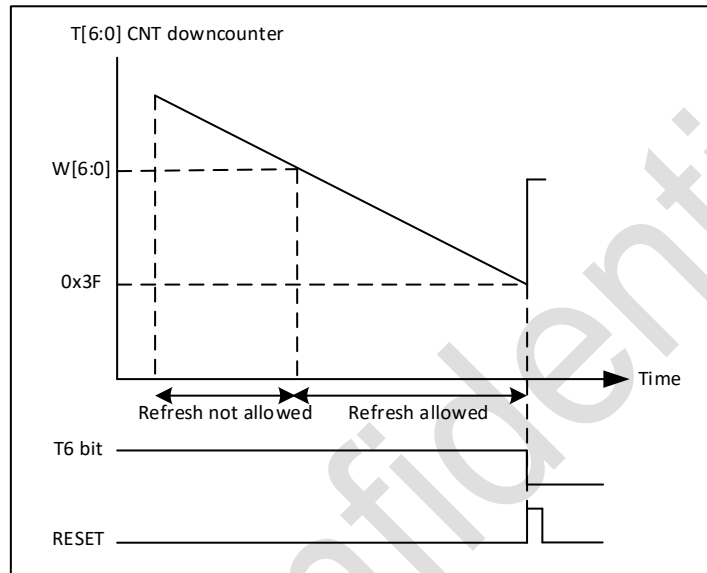 T[6:0] CNT downcounter
W[6:0]
0x3F
Time
Refresh not allowed
Refresh allowed
T6 bit
RESET